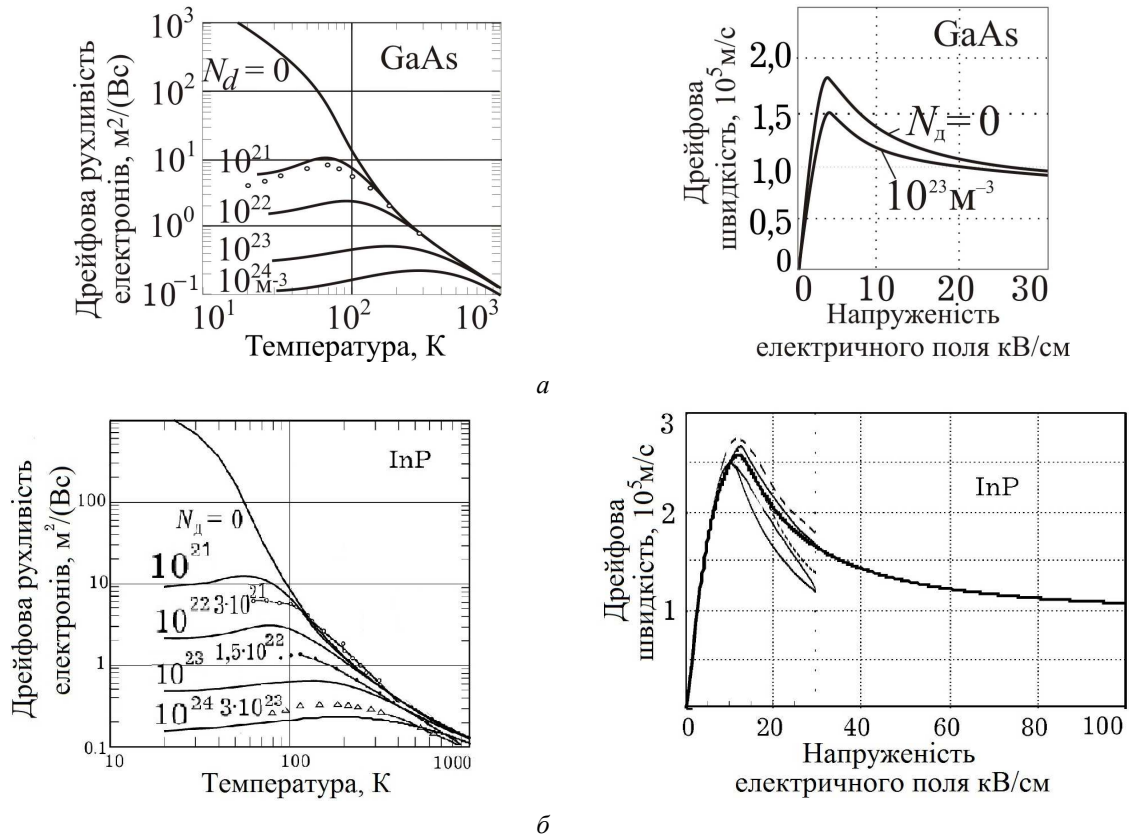 10³
10²
10¹
10⁰
10⁻¹
Дрейфова рухливість
електронів, м²/(Вс)
N_d = 0
GaAs
10²¹
10²²
10²³
10²⁴ м⁻³
10¹ 10² 10³
Температура, К
Дрейфова
швидкість, 10⁵м/с
2,0
1,5
1,0
0,5
0
GaAs
N_д = 0
10²³ м⁻³
0 10 20 30
Напруженість
електричного поля кВ/см
а
Дрейфова рухливість
електронів, м²/(Вс)
100
10
1
0.1
InP
N_д = 0
10²¹
10²² 3·10²¹
10²³ 1,5·10²²
10²⁴ 3·10²³
10 100 1000
Температура, К
Дрейфова
швидкість, 10⁵м/с
3
2
1
InP
0 20 40 60 80 100
Напруженість
електричного поля кВ/см
б